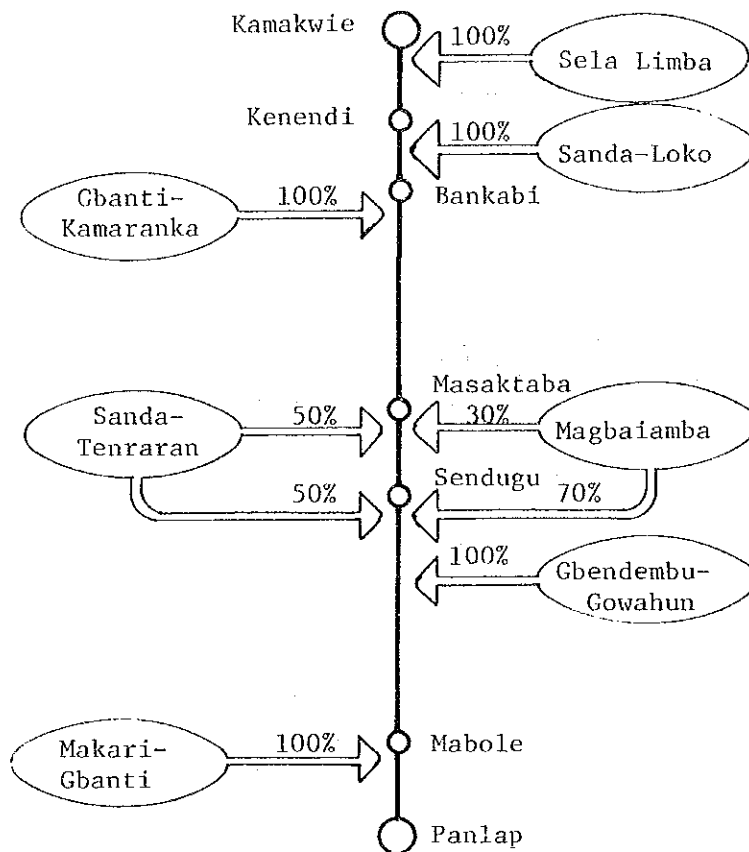 Kamakwie
100%
Sela Limba
Kenendi
100%
Sanda-Loko
Gbanti-
Kamaranka
100%
Bankabi
Masaktaba
Sanda-
Tenraran
50%
30%
Magbaiamba
Sendugu
50%
70%
100%
Gbendembu-
Gowahun
Makari-
Gbanti
100%
Mabole
Panlap